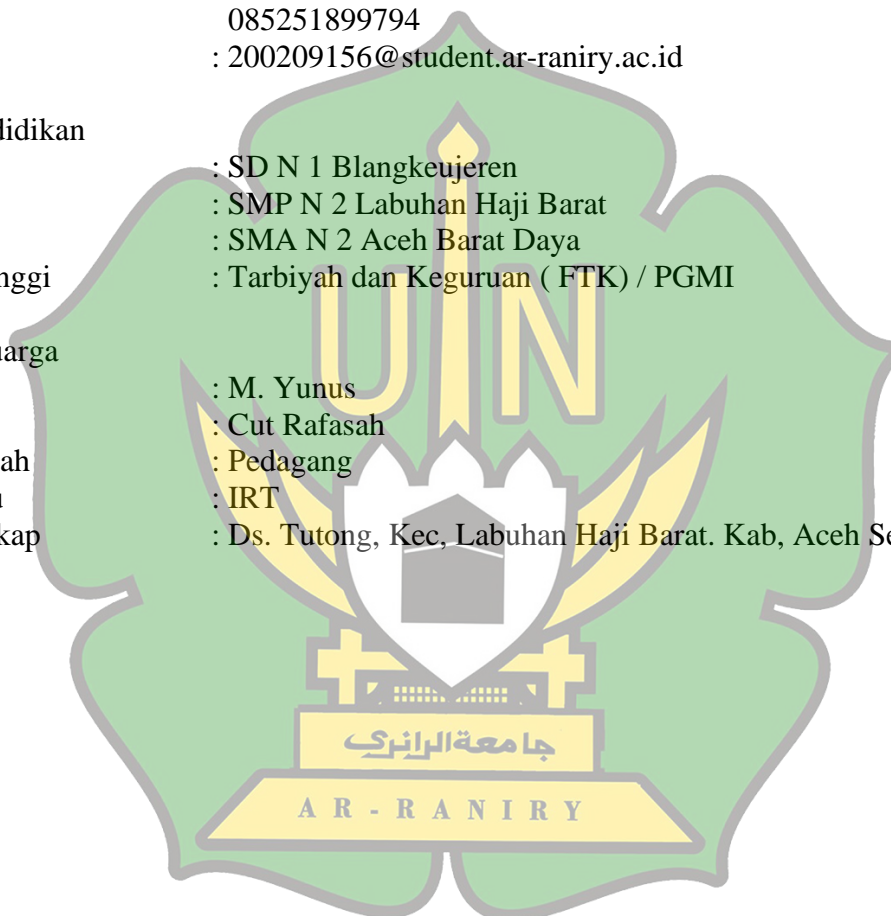 085251899794
: 200209156@student.ar-raniry.ac.id
didikan
: SD N 1 Blangkeujeren
: SMP N 2 Labuhan Haji Barat
: SMA N 2 Aceh Barat Daya
nggi : Tarbiyah dan Keguruan ( FTK) / PGMI
uarga
: M. Yunus
: Cut Rafasah
ah : Pedagang
u : IRT
kap : Ds. Tutong, Kec, Labuhan Haji Barat. Kab, Aceh Se
UIN
جامعةالرانري
AR-RANIRY